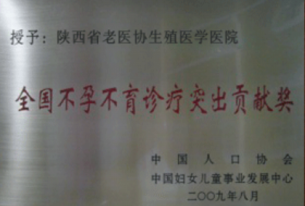 授予：陕西省老医协生殖医学医院
全国不孕不育诊疗突出贡献奖
中国人口协会
中国妇女儿童事业发展中心
二〇〇九年八月